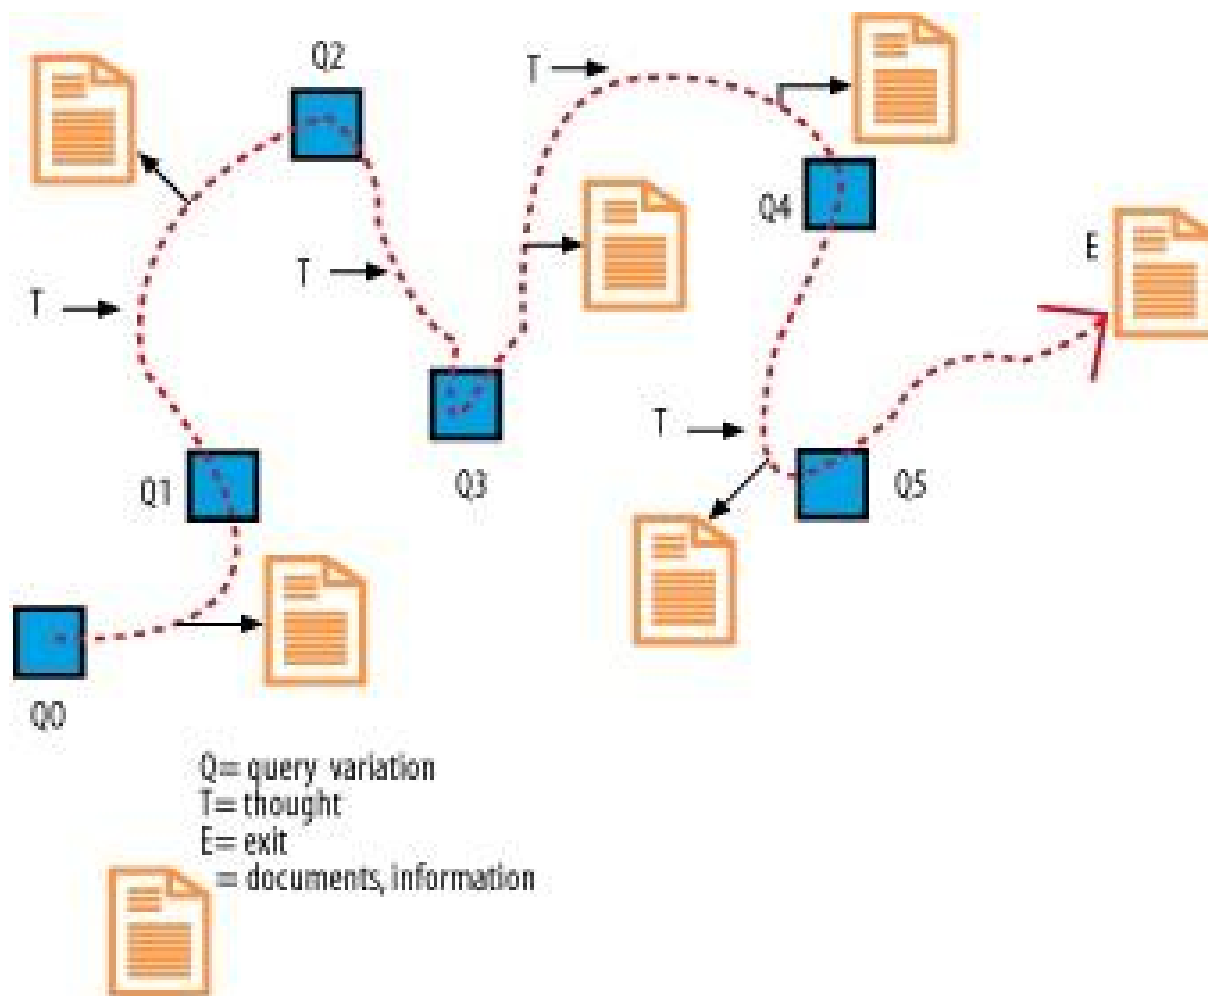 Q2
T
Q4
E
T
T
T
Q3
Q1
Q5
Q0
Q= query variation
T= thought
E= exit
= documents, information